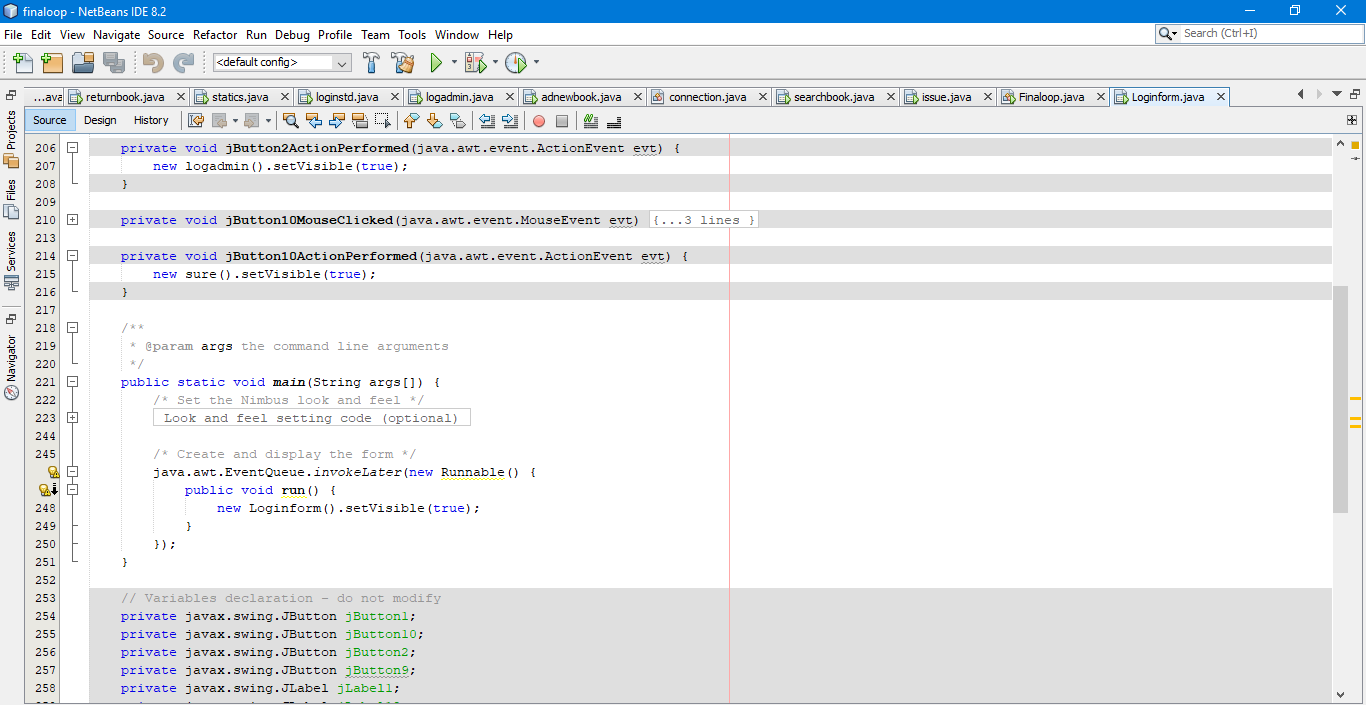 finaloop - NetBeans IDE 8.2
File Edit View Navigate Source Refactor Run Debug Profile Team Tools Window Help
Search (Ctrl+I)
<default config>
...ava returnbook.java statics.java loginstd.java logadmin.java adnewbook.java connection.java searchbook.java issue.java Finaloop.java Loginform.java
Source Design History
Projects
Files
Services
Navigator
206 private void jButton2ActionPerformed(java.awt.event.ActionEvent evt) {
207 new logadmin().setVisible(true);
208 }
209
210 private void jButton10MouseClicked(java.awt.event.MouseEvent evt) {...3 lines }
213
214 private void jButton10ActionPerformed(java.awt.event.ActionEvent evt) {
215 new sure().setVisible(true);
216 }
217
218 /**
219 * @param args the command line arguments
220 */
221 public static void main(String args[]) {
222 /* Set the Nimbus look and feel */
223 Look and feel setting code (optional)
244
245 /* Create and display the form */
java.awt.EventQueue.invokeLater(new Runnable() {
public void run() {
248 new Loginform().setVisible(true);
249 }
250 });
251 }
252
253 // Variables declaration - do not modify
254 private javax.swing.JButton jButton1;
255 private javax.swing.JButton jButton10;
256 private javax.swing.JButton jButton2;
257 private javax.swing.JButton jButton9;
258 private javax.swing.JLabel jLabel1;